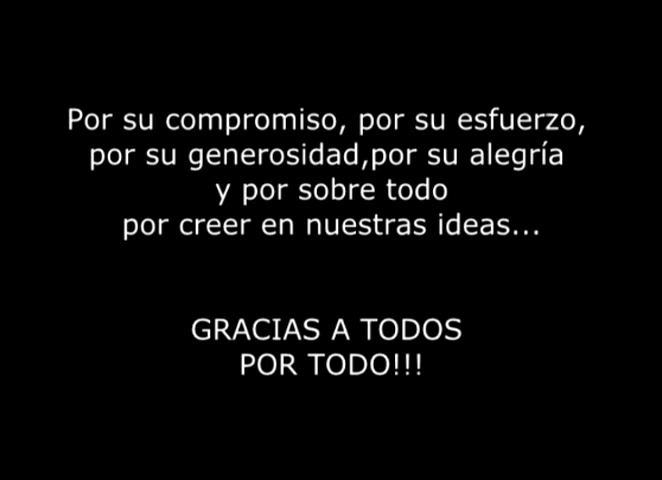 Por su compromiso, por su esfuerzo,
por su generosidad,por su alegría
y por sobre todo
por creer en nuestras ideas...
GRACIAS A TODOS
POR TODO!!!